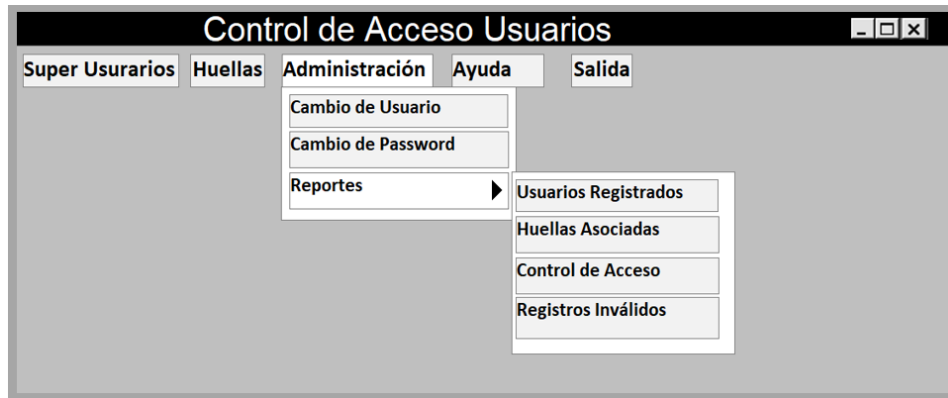 Control de Acceso Usuarios
Super Usurarios Huellas Administración Ayuda Salida
Cambio de Usuario
Cambio de Password
Reportes
Usuarios Registrados
Huellas Asociadas
Control de Acceso
Registros Inválidos